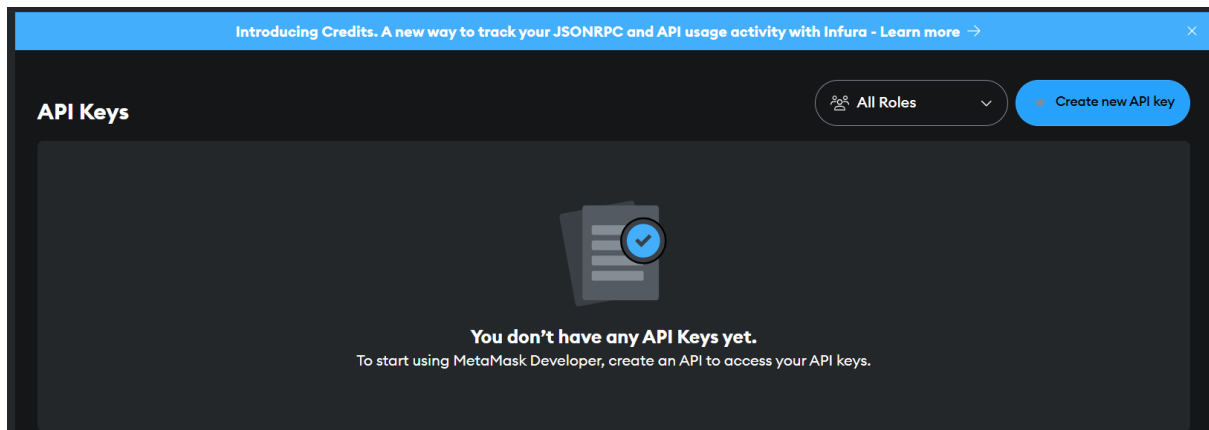 Introducing Credits. A new way to track your JSONRPC and API usage activity with Infura - Learn more →
API Keys
All Roles
Create new API key
You don't have any API Keys yet.
To start using MetaMask Developer, create an API to access your API keys.